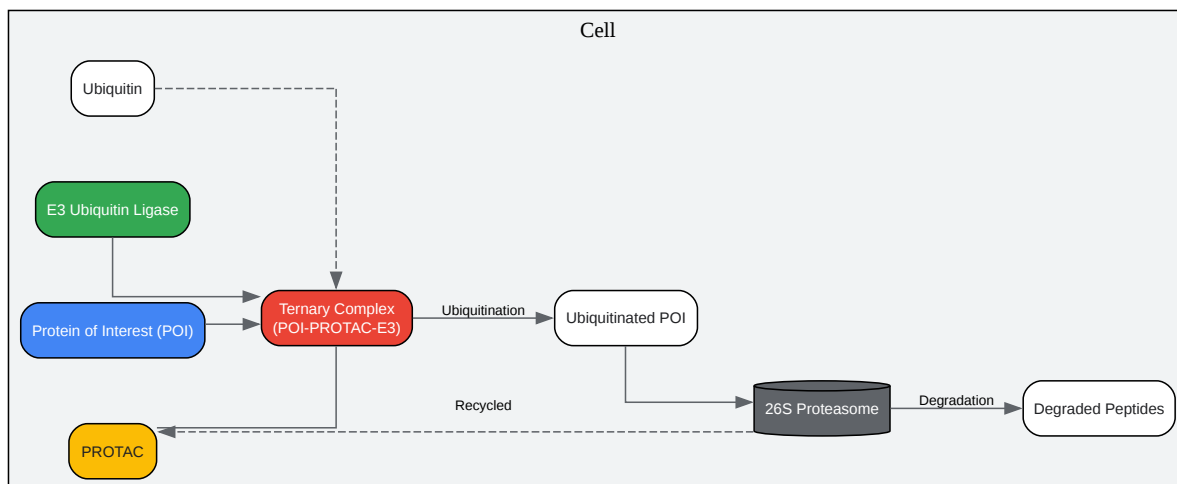 Cell
Ubiquitin
E3 Ubiquitin Ligase
Protein of Interest (POI)
Ternary Complex
(POI-PROTAC-E3)
Ubiquitination
Ubiquitinated POI
26S Proteasome
Degradation
Degraded Peptides
Recycled
PROTAC